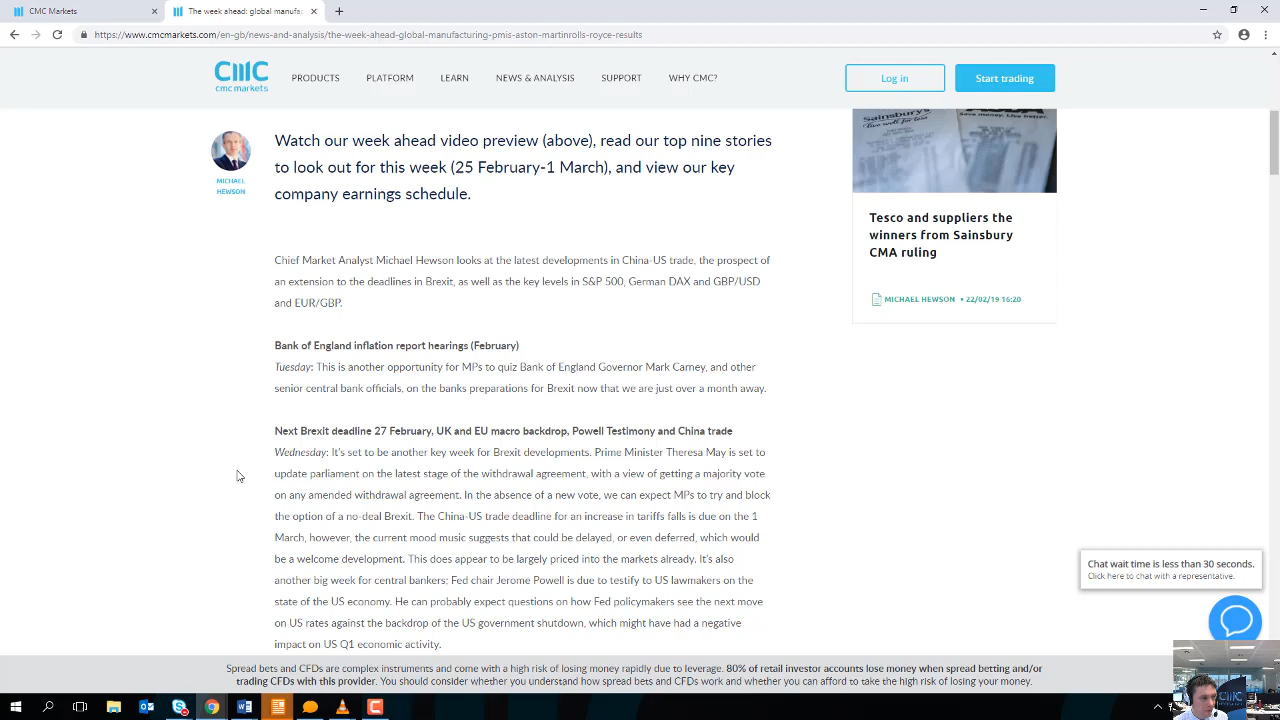 CMC Markets
The week ahead: global manufac
https://www.cmcmarkets.com/en-gb/news-and-analysis/the-week-ahead-global-manufacturing-pmis-aston-martinrolls-royce-results
CMC
cmc markets
PRODUCTS PLATFORM LEARN NEWS & ANALYSIS SUPPORT WHY CMC?
Log in
Start trading
MICHAEL
HEWSON
Watch our week ahead video preview (above), read our top nine stories
to look out for this week (25 February-1 March), and view our key
company earnings schedule.
Chief Market Analyst Michael Hewson looks at the latest developments in China-US trade, the prospect of
an extension to the deadlines in Brexit, as well as the key levels in S&P 500, German DAX and GBP/USD
and EUR/GBP.
Bank of England inflation report hearings (February)
Tuesday: This is another opportunity for MPs to quiz Bank of England Governor Mark Carney, and other
senior central bank officials, on the banks preparations for Brexit now that we are just over a month away.
Next Brexit deadline 27 February, UK and EU macro backdrop, Powell Testimony and China trade
Wednesday: It's set to be another key week for Brexit developments. Prime Minister Theresa May is set to
update parliament on the latest stage of the withdrawal agreement, with a view of getting a majority vote
on any amended withdrawal agreement. In the absence of a new vote, we can expect MPs to try and block
the option of a no-deal Brexit. The China-US trade deadline for an increase in tariffs falls is due on the 1
March, however, the current mood music suggests that could be delayed, or even deferred, which would
be a welcome development. This does appear to be largely priced into the markets already. It's also
another big week for central bankers; Fed chair Jerome Powell is due to testify to US lawmakers on the
state of the US economy. He can probably expect questions on how Fed policymakers see the next move
on US rates against the backdrop of the US government shutdown, which might have had a negative
impact on US Q1 economic activity.
Sainsbury's
Tesco and suppliers the
winners from Sainsbury
CMA ruling
MICHAEL HEWSON • 22/02/19 16:20
Chat wait time is less than 30 seconds.
Click here to chat with a representative.
Spread bets and CFDs are complex instruments and come with a high risk of losing money rapidly due to leverage. 80% of retail investor accounts lose money when spread betting and/or
trading CFDs with this provider. You should consider whether you understand how spread bets and CFDs work and whether you can afford to take the high risk of losing your money.